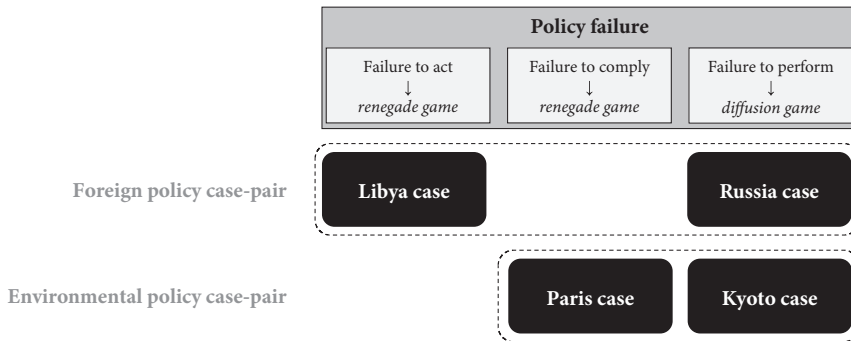 Policy failure
Failure to act
↓
renegade game
Failure to comply
↓
renegade game
Failure to perform
↓
diffusion game
Foreign policy case-pair
Libya case
Russia case
Environmental policy case-pair
Paris case
Kyoto case